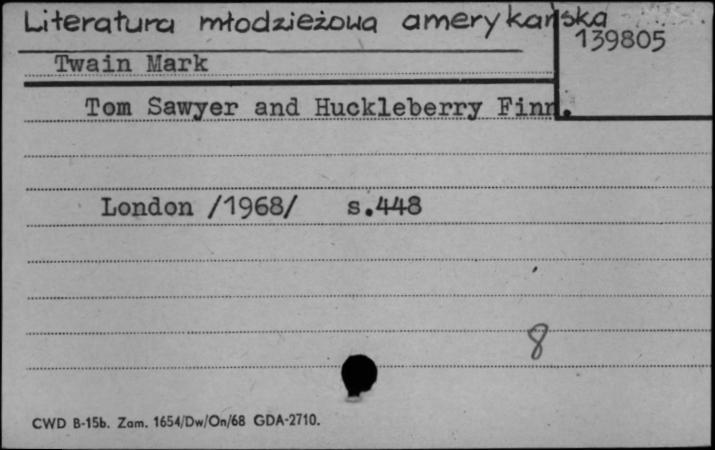 Literatura młodzieżowa amerykańska
139805
Twain Mark
Tom Sawyer and Huckleberry Finn.
London /1968/ s.448
8
CWD B-15b. Zam. 1654/Dw/On/68 GDA-2710.